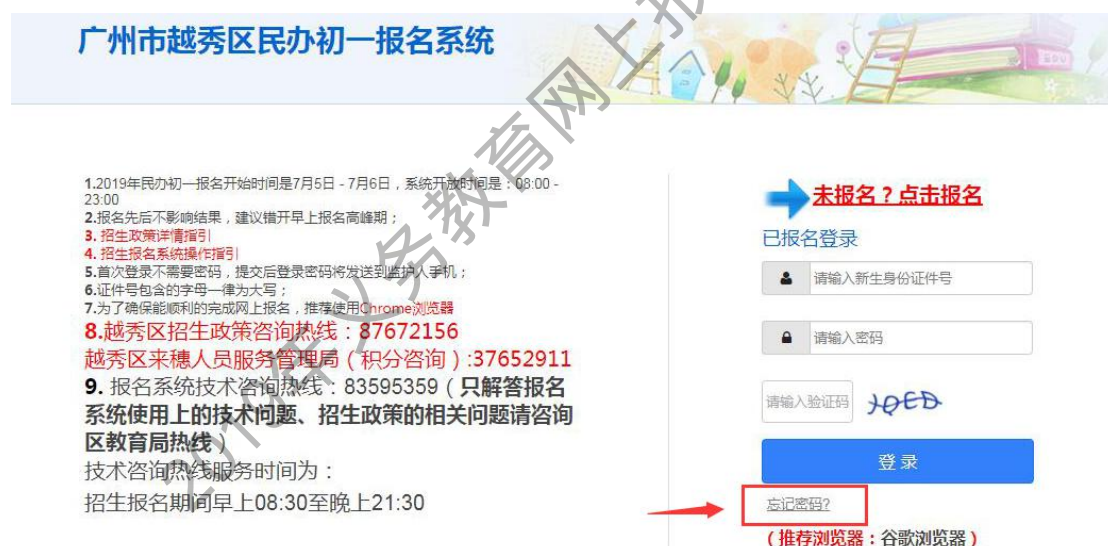 广州市越秀区民办初一报名系统
1.2019年民办初一报名开始时间是7月5日 - 7月6日，系统开放时间是：08:00 -
23:00
2.报名先后不影响结果，建议错开早上报名高峰期；
3. 招生政策详情指引
4. 招生报名系统操作指引
5.首次登录不需要密码，提交后登录密码将发送到监护人手机；
6.证件号包含的字母一律为大写；
7.为了确保能顺利的完成网上报名，推荐使用Chrome浏览器
8.越秀区招生政策咨询热线：87672156
越秀区来穗人员服务管理局（积分咨询）:37652911
9. 报名系统技术咨询热线：83595359（只解答报名
系统使用上的技术问题、招生政策的相关问题请咨询
区教育局热线）
技术咨询热线服务时间为：
招生报名期间早上08:30至晚上21:30
未报名？点击报名
已报名登录
请输入新生身份证件号
请输入密码
请输入验证码
登 录
忘记密码?
（推荐浏览器：谷歌浏览器）
2019年义务教育网上报